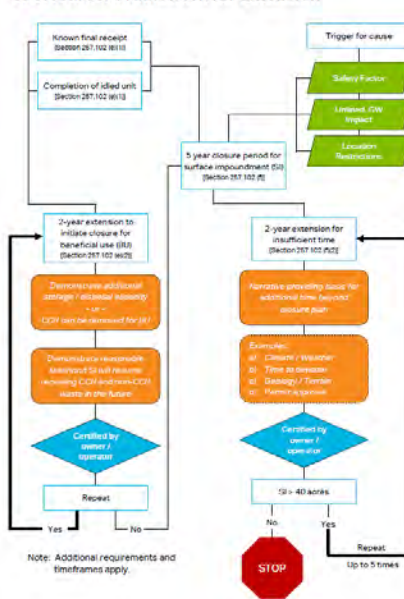 Known final receipt
[Section 257.102 (e)(1)]
Completion of idled unit
[Section 257.102 (e)(1)]
Trigger for cause
Safety Factor
Unlined, GW
Impact
Location
Restrictions
5 year closure period for
surface impoundment (SI)
[Section 257.102 (f)]
2-year extension to
initiate closure for
beneficial use (BU)
[Section 257.102 (e)(2)]
Demonstrate additional
storage / disposal capacity
- or -
CCR can be removed for BU
Demonstrate reasonable
likelihood SI will resume
receiving CCR and non-CCR
waste in the future
Certified by
owner /
operator
Repeat
Yes
No
Note: Additional requirements and
timeframes apply.
2-year extension for
insufficient time
[Section 257.102 (f)(2)]
Narrative providing basis for
additional time beyond
closure plan
Examples:
a) Climate / Weather
b) Time to dewater
c) Geology / Terrain
d) Permit Approval
Certified by
owner /
operator
SI > 40 acres
No
Yes
STOP
Repeat
Up to 5 times